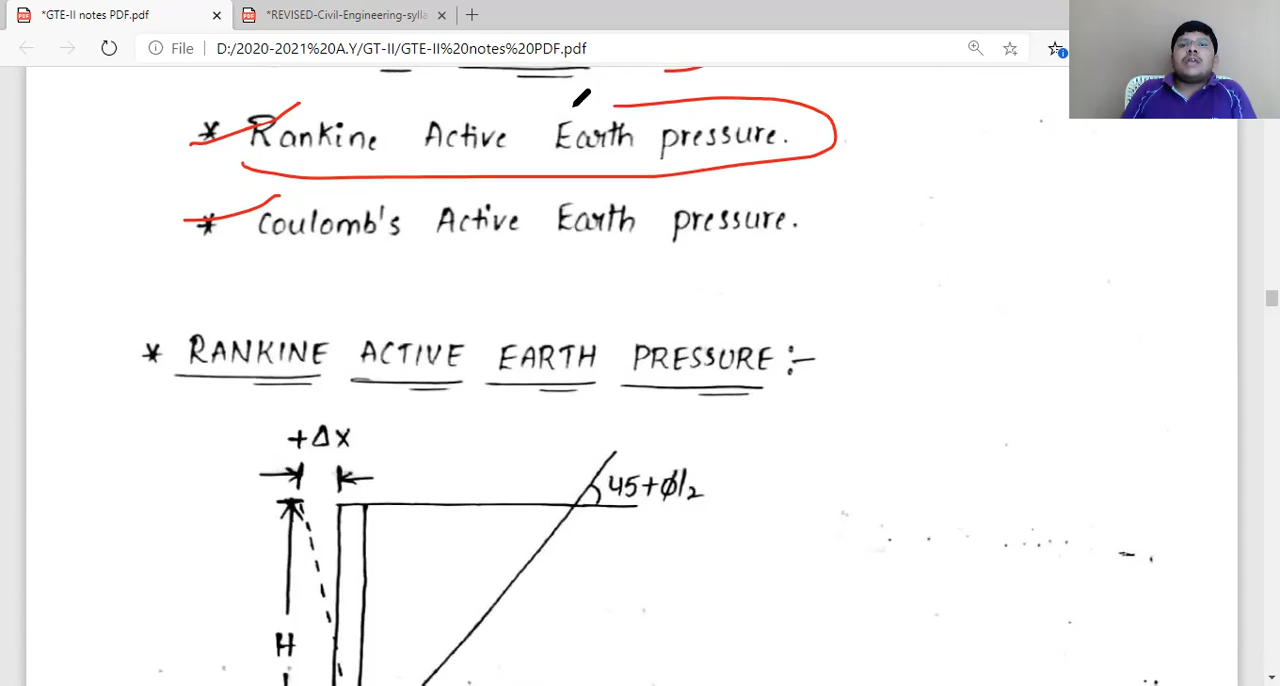 *GTE-II notes PDF.pdf
*REVISED-Civil-Engineering-sylla
File D:/2020-2021%20A.Y/GT-II/GTE-II%20notes%20PDF.pdf
* Rankine Active Earth pressure.
* Coulomb's Active Earth pressure.
* RANKINE ACTIVE EARTH PRESSURE :-
+Δx
45+φ/2
H